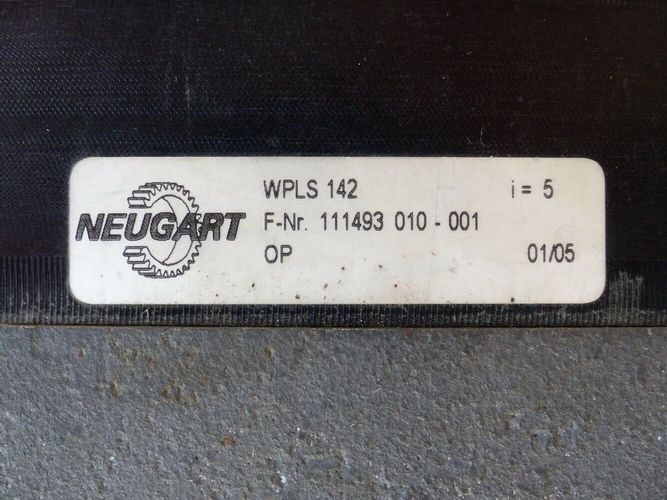 NEUGART
WPLS 142 i = 5
F-Nr. 111493 010 - 001
OP 01/05